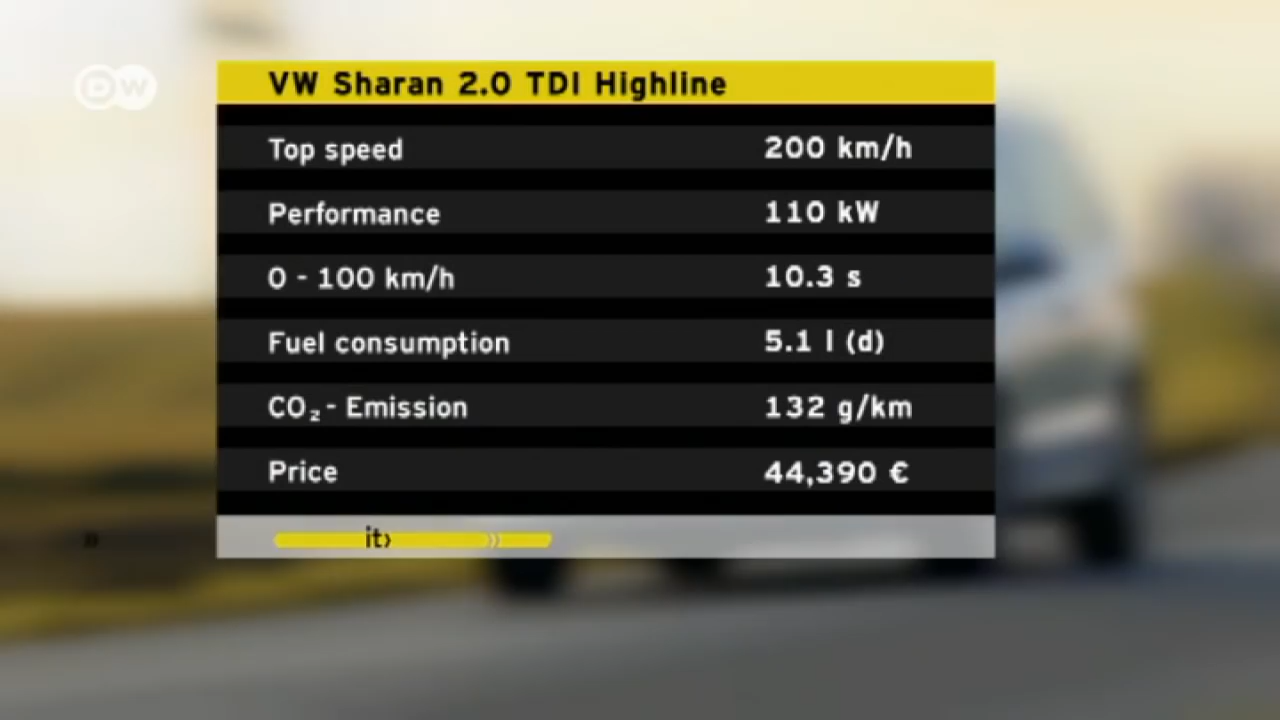 DW
VW Sharan 2.0 TDI Highline
Top speed 200 km/h
Performance 110 kW
0 - 100 km/h 10.3 s
Fuel consumption 5.1 l (d)
CO₂ - Emission 132 g/km
Price 44,390 €
it